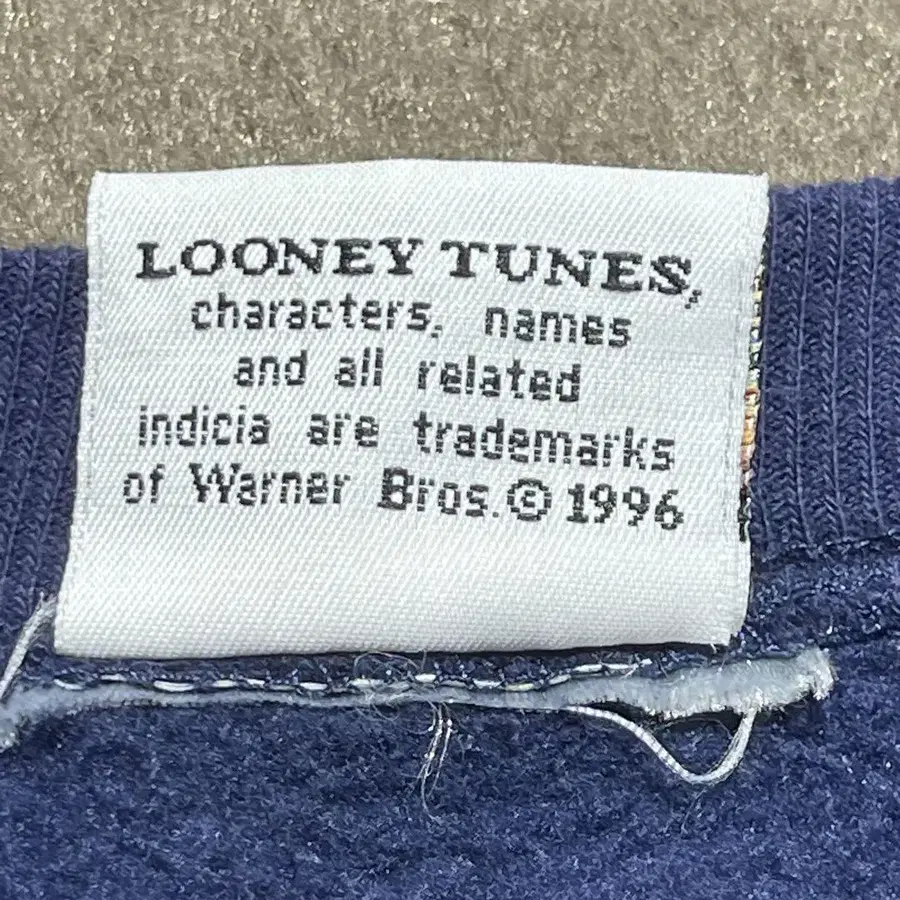 LOONEY TUNES,
characters, names
and all related
indicia are trademarks
of Warner Bros.© 1996